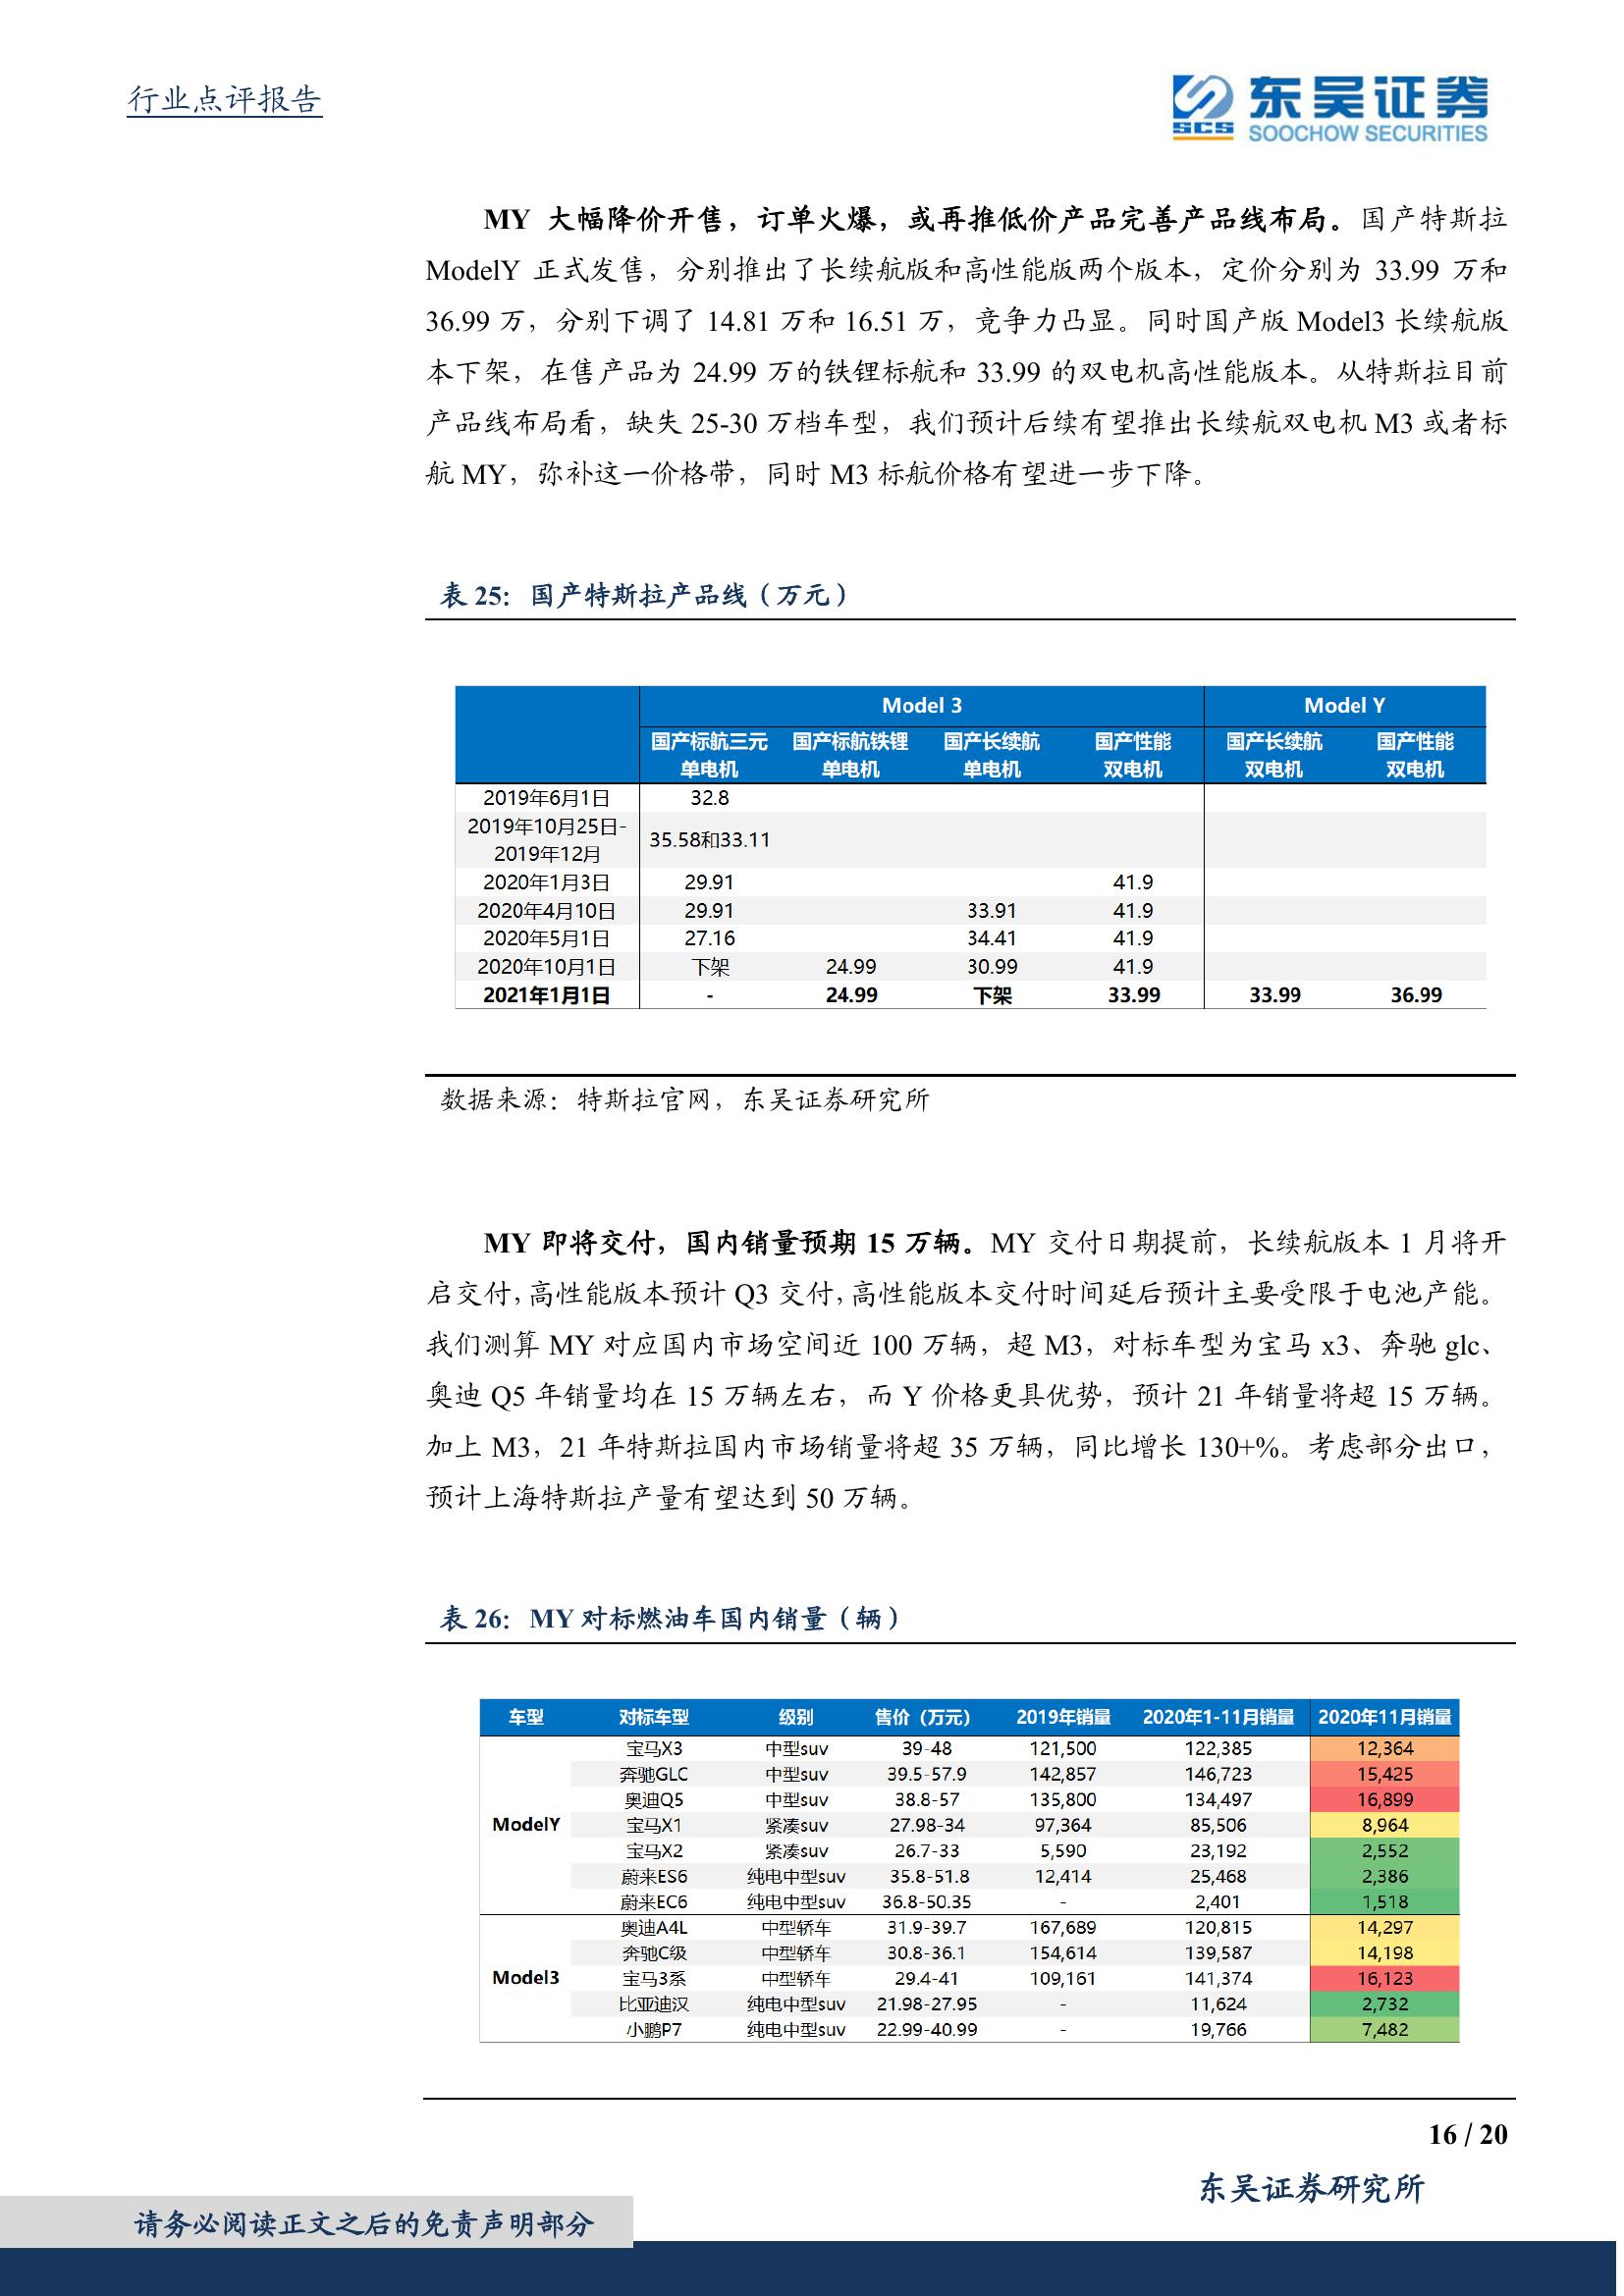 行业点评报告
东吴证券
SCS
SOOCHOW SECURITIES
MY 大幅降价开售，订单火爆，或再推低价产品完善产品线布局。国产特斯拉
ModelY 正式发售，分别推出了长续航版和高性能版两个版本，定价分别为 33.99 万和
36.99 万，分别下调了 14.81 万和 16.51 万，竞争力凸显。同时国产版 Model3 长续航版
本下架，在售产品为 24.99 万的铁锂标航和 33.99 的双电机高性能版本。从特斯拉目前
产品线布局看，缺失 25-30 万档车型，我们预计后续有望推出长续航双电机 M3 或者标
航 MY，弥补这一价格带，同时 M3 标航价格有望进一步下降。
表 25：国产特斯拉产品线（万元）
Model 3 Model Y
国产标航三元 国产标航铁锂 国产长续航 国产性能 国产长续航 国产性能
单电机 单电机 单电机 双电机 双电机 双电机
2019年6月1日 32.8
2019年10月25日-
2019年12月 35.58和33.11
2020年1月3日 29.91 41.9
2020年4月10日 29.91 33.91 41.9
2020年5月1日 27.16 34.41 41.9
2020年10月1日 下架 24.99 30.99 41.9
2021年1月1日 - 24.99 下架 33.99 33.99 36.99
数据来源：特斯拉官网，东吴证券研究所
MY 即将交付，国内销量预期 15 万辆。MY 交付日期提前，长续航版本 1 月将开
启交付，高性能版本预计 Q3 交付，高性能版本交付时间延后预计主要受限于电池产能。
我们测算 MY 对应国内市场空间近 100 万辆，超 M3，对标车型为宝马 x3、奔驰 glc、
奥迪 Q5 年销量均在 15 万辆左右，而 Y 价格更具优势，预计 21 年销量将超 15 万辆。
加上 M3，21 年特斯拉国内市场销量将超 35 万辆，同比增长 130+%。考虑部分出口，
预计上海特斯拉产量有望达到 50 万辆。
表 26：MY 对标燃油车国内销量（辆）
车型 对标车型 级别 售价（万元） 2019年销量 2020年1-11月销量 2020年11月销量
宝马X3 中型suv 39-48 121,500 122,385 12,364
奔驰GLC 中型suv 39.5-57.9 142,857 146,723 15,425
奥迪Q5 中型suv 38.8-57 135,800 134,497 16,899
ModelY 宝马X1 紧凑suv 27.98-34 97,364 85,506 8,964
宝马X2 紧凑suv 26.7-33 5,590 23,192 2,552
蔚来ES6 纯电中型suv 35.8-51.8 12,414 25,468 2,386
蔚来EC6 纯电中型suv 36.8-50.35 - 2,401 1,518
奥迪A4L 中型轿车 31.9-39.7 167,689 120,815 14,297
奔驰C级 中型轿车 30.8-36.1 154,614 139,587 14,198
Model3 宝马3系 中型轿车 29.4-41 109,161 141,374 16,123
比亚迪汉 纯电中型suv 21.98-27.95 - 11,624 2,732
小鹏P7 纯电中型suv 22.99-40.99 - 19,766 7,482
16 / 20
东吴证券研究所
请务必阅读正文之后的免责声明部分